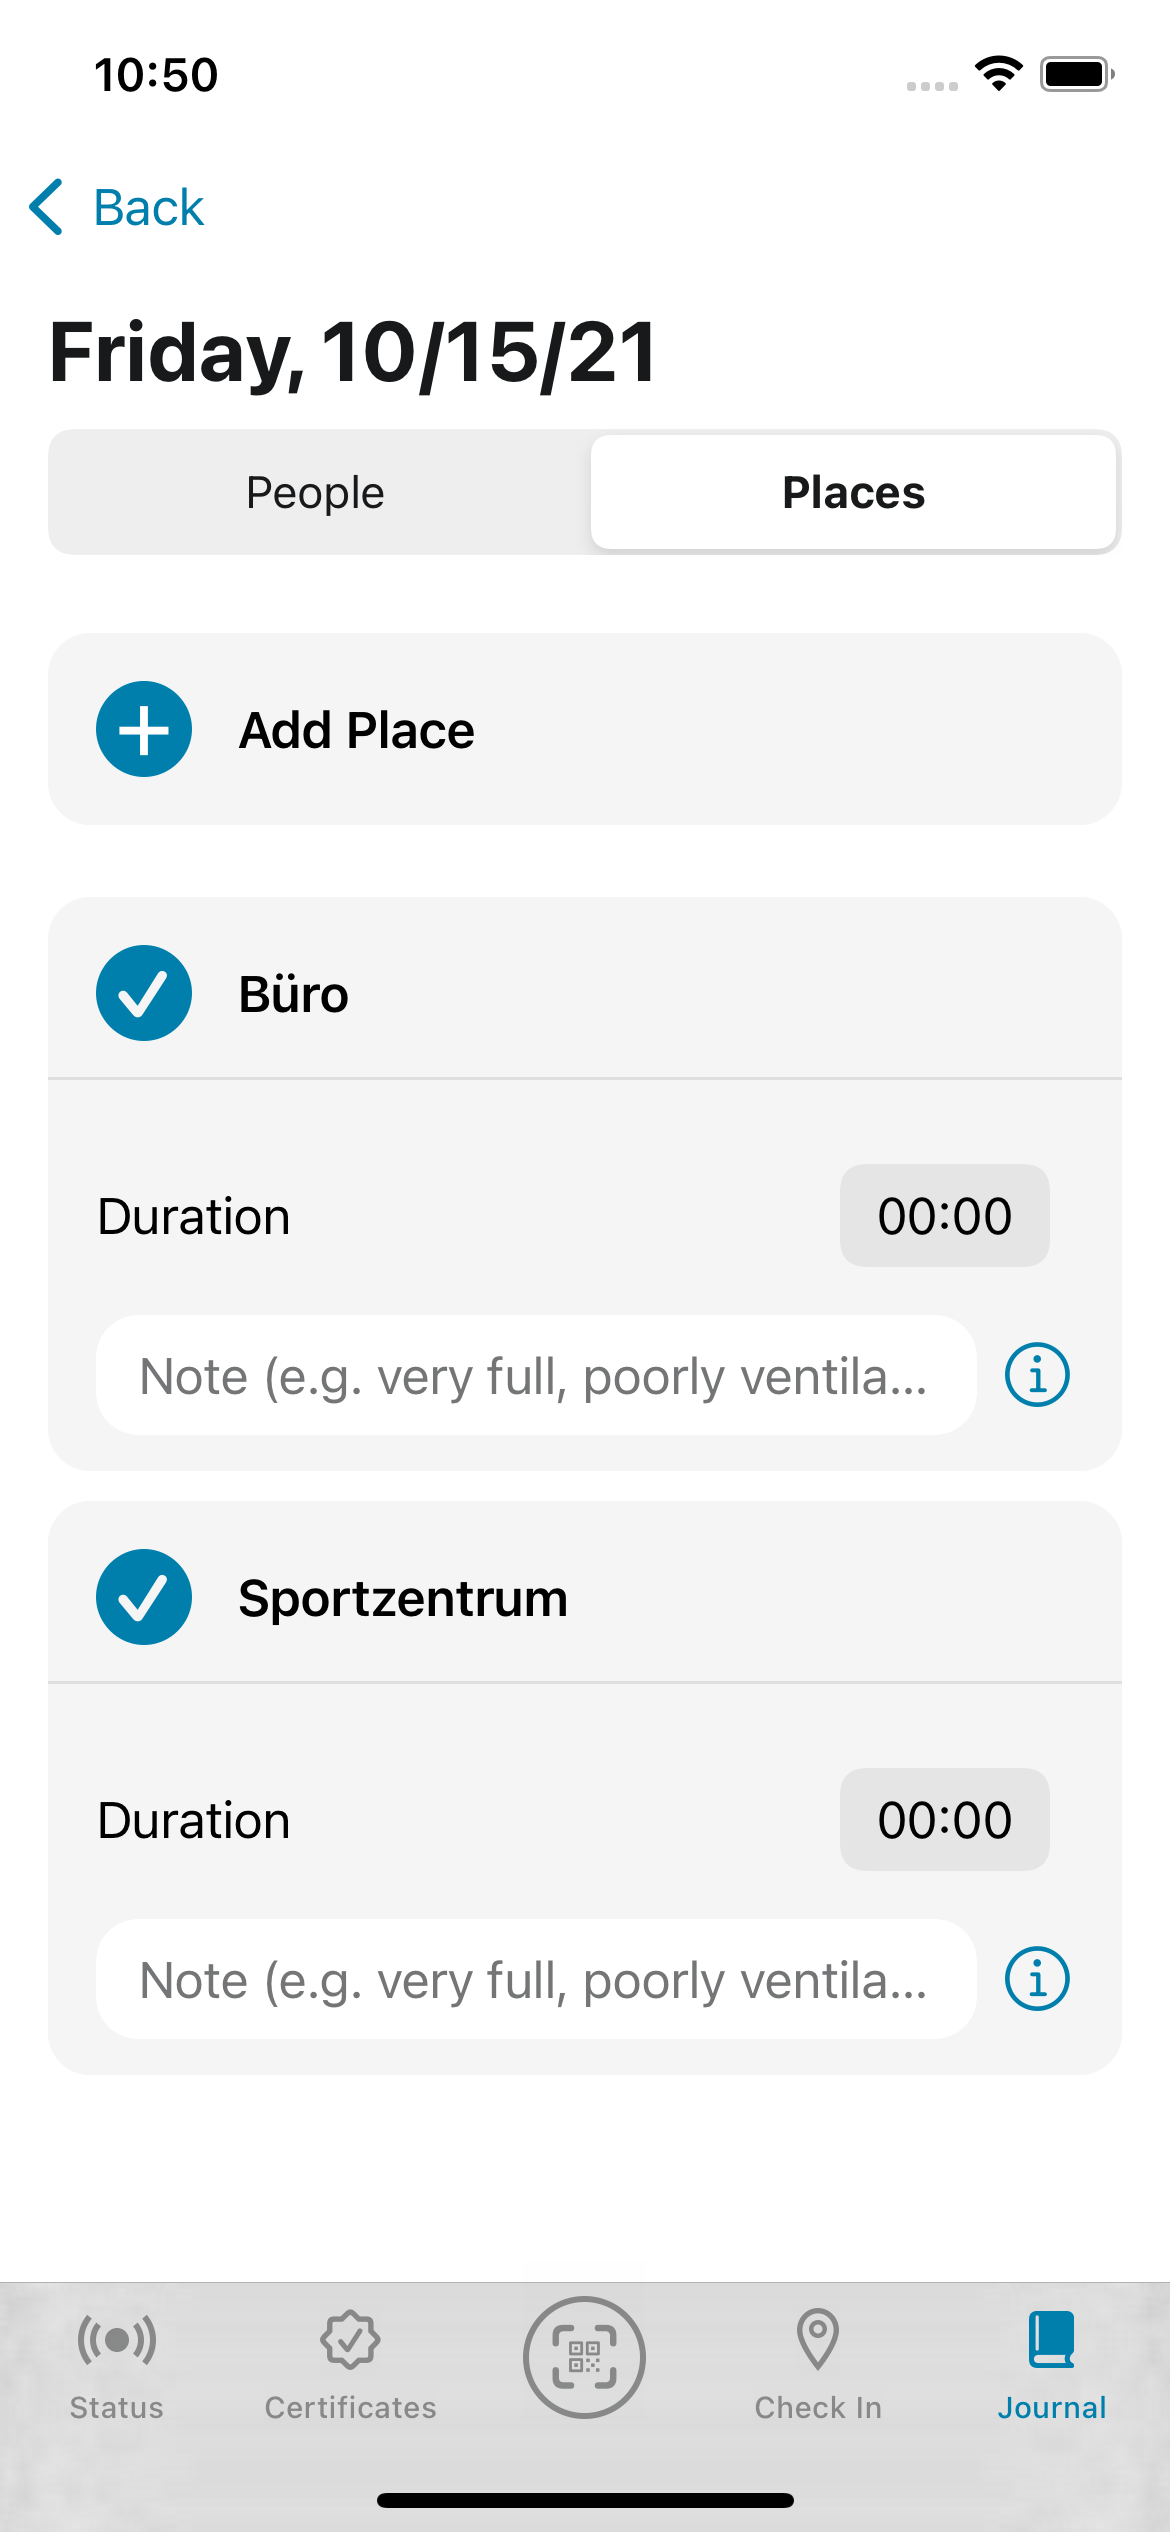 10:50
Back
Friday, 10/15/21
People
Places
Add Place
Büro
Duration
00:00
Note (e.g. very full, poorly ventila...
Sportzentrum
Duration
00:00
Note (e.g. very full, poorly ventila...
Status
Certificates
Check In
Journal